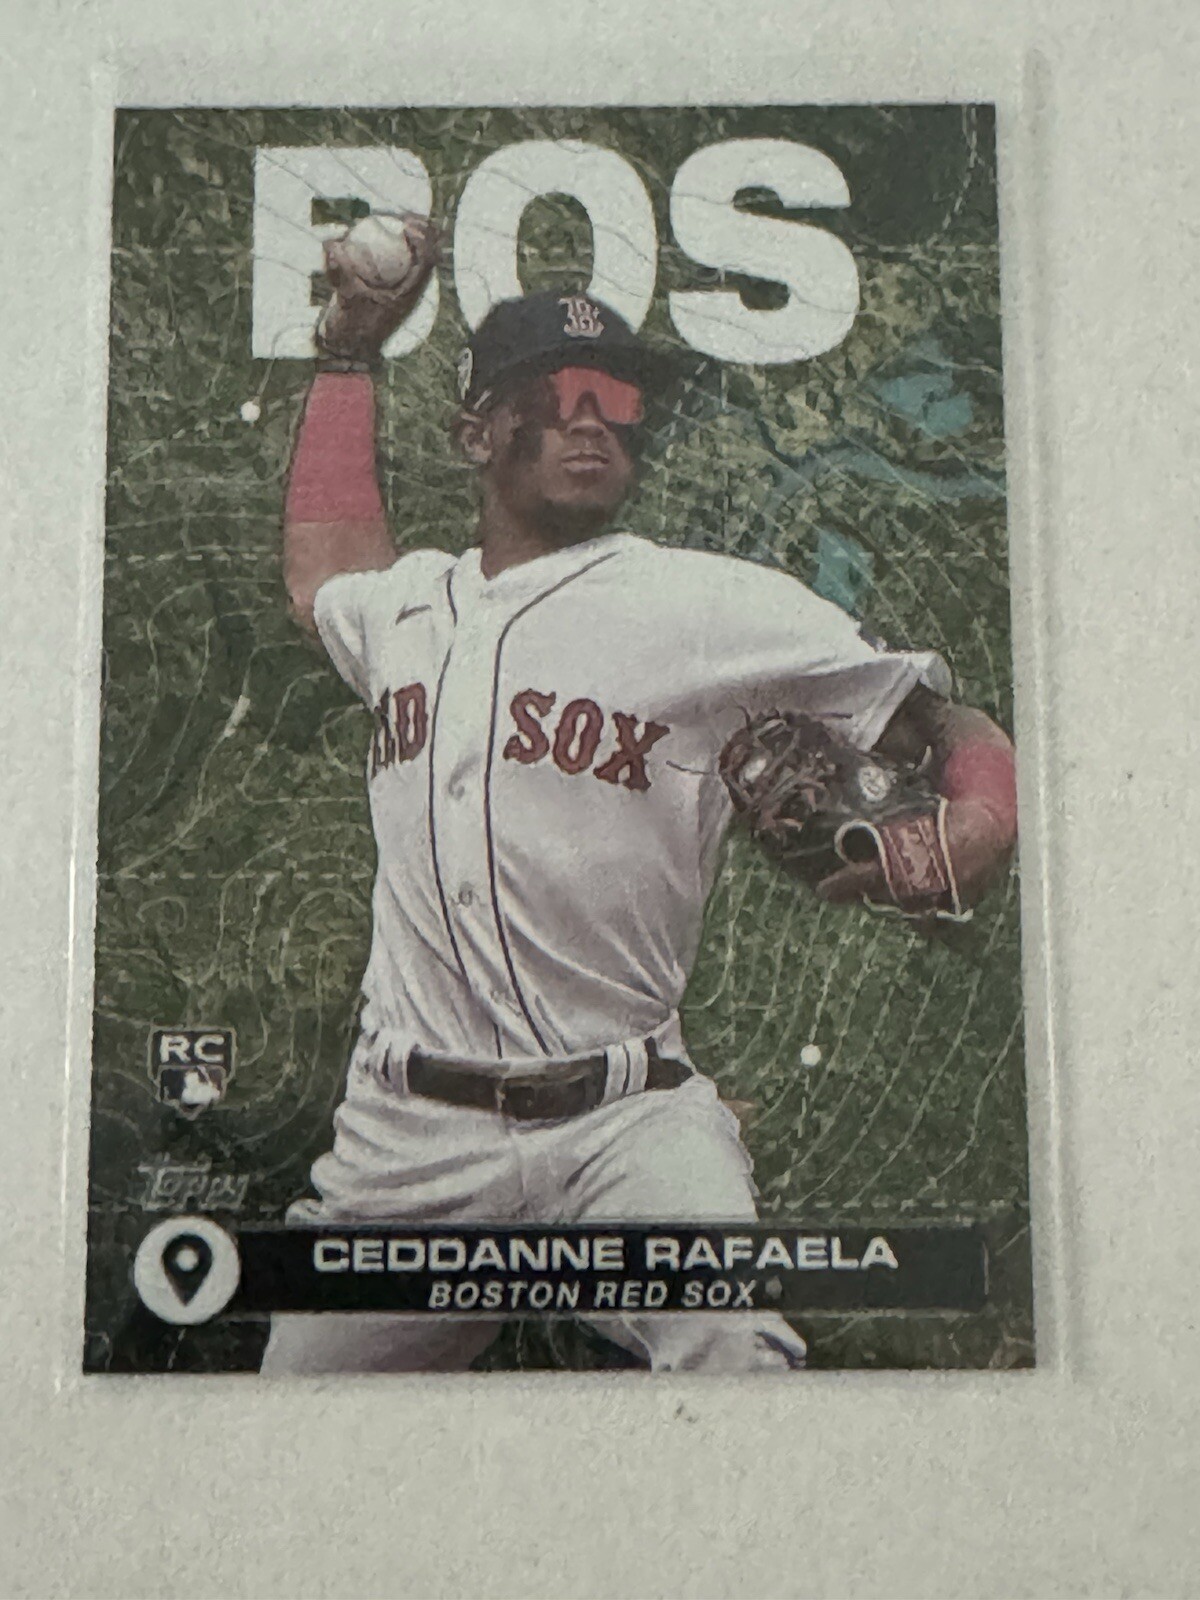 BOS
B
RED SOX
RC
Topps
CEDDANNE RAFAELA
BOSTON RED SOX